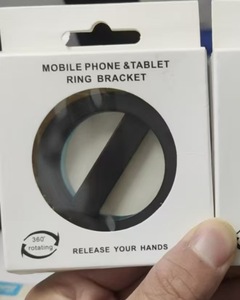 MOBILE PHONE & TABLET
RING BRACKET
360°
rotating
RELEASE YOUR HANDS